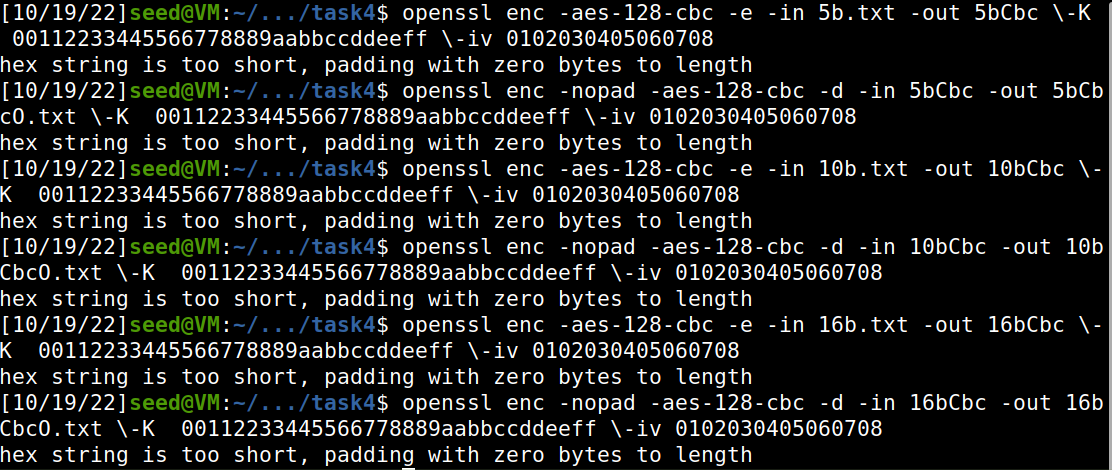 [10/19/22]seed@VM:~/.../task4$ openssl enc -aes-128-cbc -e -in 5b.txt -out 5bCbc \-K
 00112233445566778889aabbccddeeff \-iv 0102030405060708
hex string is too short, padding with zero bytes to length
[10/19/22]seed@VM:~/.../task4$ openssl enc -nopad -aes-128-cbc -d -in 5bCbc -out 5bCb
cO.txt \-K  00112233445566778889aabbccddeeff \-iv 0102030405060708
hex string is too short, padding with zero bytes to length
[10/19/22]seed@VM:~/.../task4$ openssl enc -aes-128-cbc -e -in 10b.txt -out 10bCbc \-
K  00112233445566778889aabbccddeeff \-iv 0102030405060708
hex string is too short, padding with zero bytes to length
[10/19/22]seed@VM:~/.../task4$ openssl enc -nopad -aes-128-cbc -d -in 10bCbc -out 10b
CbcO.txt \-K  00112233445566778889aabbccddeeff \-iv 0102030405060708
hex string is too short, padding with zero bytes to length
[10/19/22]seed@VM:~/.../task4$ openssl enc -aes-128-cbc -e -in 16b.txt -out 16bCbc \-
K  00112233445566778889aabbccddeeff \-iv 0102030405060708
hex string is too short, padding with zero bytes to length
[10/19/22]seed@VM:~/.../task4$ openssl enc -nopad -aes-128-cbc -d -in 16bCbc -out 16b
CbcO.txt \-K  00112233445566778889aabbccddeeff \-iv 0102030405060708
hex string is too short, padding with zero bytes to length